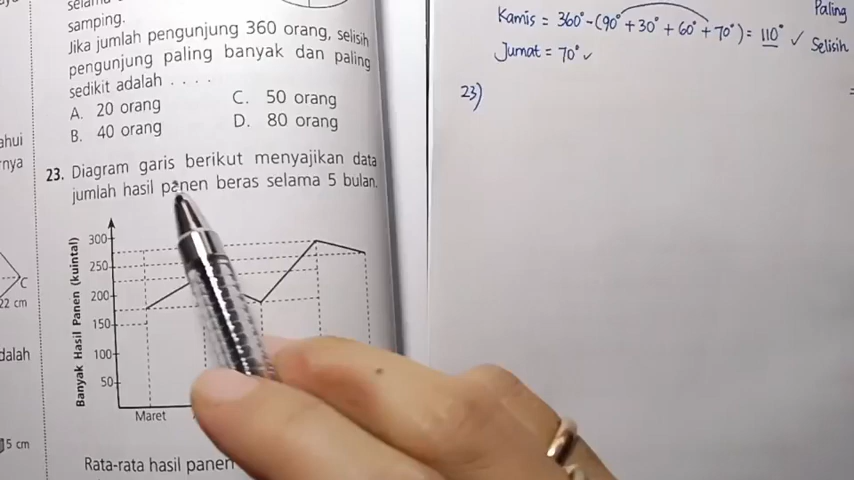 samping.
Jika jumlah pengunjung 360 orang, selisih
pengunjung paling banyak dan paling
sedikit adalah . . . .
A. 20 orang
C. 50 orang
B. 40 orang
D. 80 orang
23. Diagram garis berikut menyajikan data
jumlah hasil panen beras selama 5 bulan.
Banyak Hasil Panen (kuintal)
300
250
200
150
100
50
Maret
Rata-rata hasil panen
C
22 cm
dalah
5 cm
Kamis = 360° - (90° + 30° + 60° + 70°) = 110° ✓
Jumat = 70° ✓
Paling
Selisih
=
23)